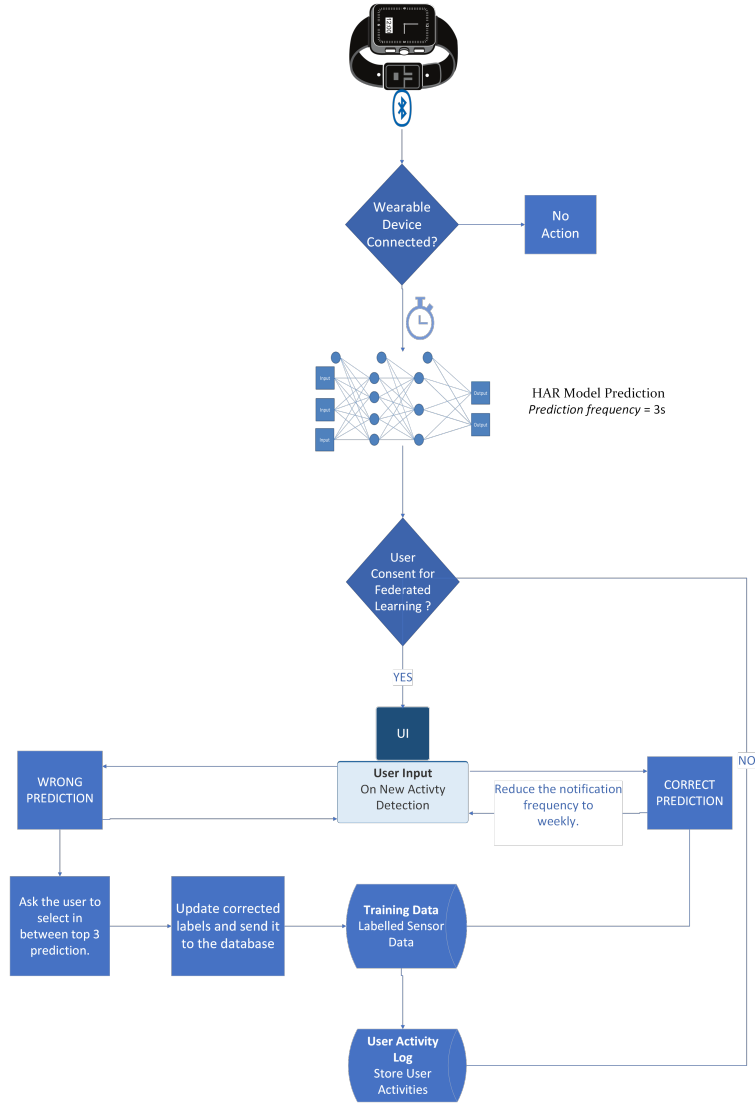 12:00
Wearable
Device
Connected?
No
Action
Input
Input
Input
Output
Output
HAR Model Prediction
Prediction frequency = 3s
User
Consent for
Federated
Learning ?
YES
UI
User Input
On New Activty
Detection
WRONG
PREDICTION
Reduce the notification
frequency to
weekly.
CORRECT
PREDICTION
NO
Ask the user to
select in
between top 3
prediction.
Update corrected
labels and send it
to the database
Training Data
Labelled Sensor
Data
User Activity
Log
Store User
Activities